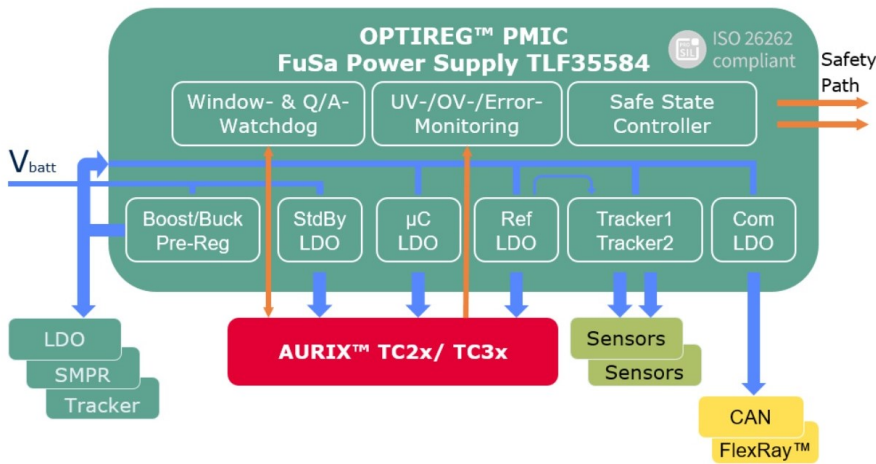 OPTIREG™ PMIC
FuSa Power Supply TLF35584
PRO
SIL
ISO 26262
compliant
Safety
Path
Window- & Q/A-
Watchdog
UV-/OV-/Error-
Monitoring
Safe State
Controller
Vbatt
Boost/Buck
Pre-Reg
StdBy
LDO
µC
LDO
Ref
LDO
Tracker1
Tracker2
Com
LDO
LDO
SMPR
Tracker
AURIX™ TC2x/ TC3x
Sensors
Sensors
CAN
FlexRay™